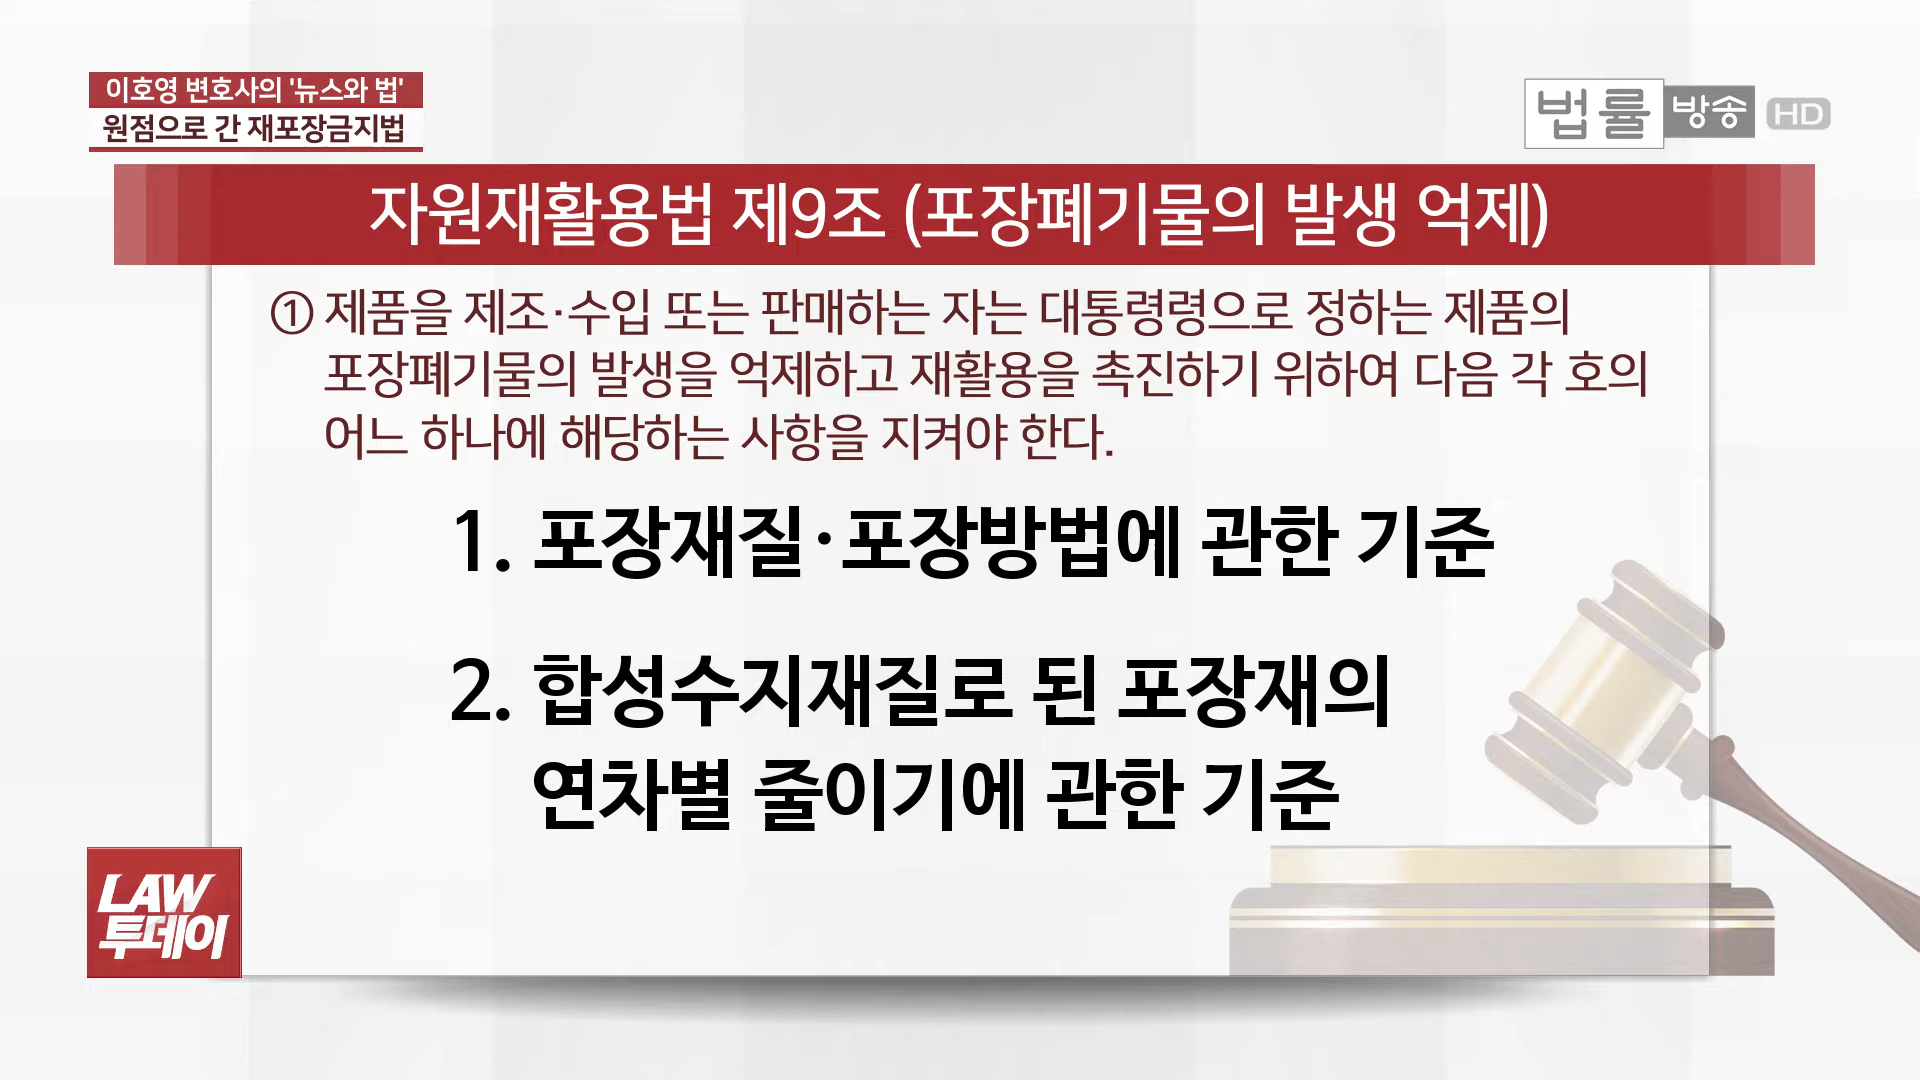 이호영 변호사의 '뉴스와 법'
원점으로 간 재포장금지법
법률방송 HD
자원재활용법 제9조 (포장폐기물의 발생 억제)
① 제품을 제조·수입 또는 판매하는 자는 대통령령으로 정하는 제품의
포장폐기물의 발생을 억제하고 재활용을 촉진하기 위하여 다음 각 호의
어느 하나에 해당하는 사항을 지켜야 한다.
1. 포장재질·포장방법에 관한 기준
2. 합성수지재질로 된 포장재의
연차별 줄이기에 관한 기준
LAW
투데이